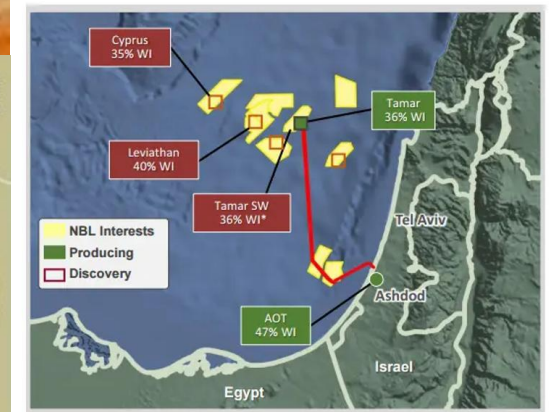 Cyprus
35% WI
Tamar
36% WI
Leviathan
40% WI
Tamar SW
36% WI*
Tel Aviv
NBL Interests
Producing
Discovery
Ashdod
AOT
47% WI
Israel
Egypt